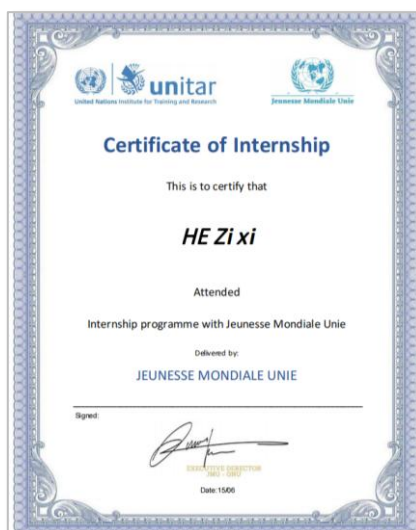 unitar
United Nations Institute for Training and Research
Jeunesse Mondiale Unie
Certificate of Internship
This is to certify that
HE Zi xi
Attended
Internship programme with Jeunesse Mondiale Unie
Delivered by:
JEUNESSE MONDIALE UNIE
Signed:
EXECUTIVE DIRECTOR
JMU - GMU
Date: 15/06